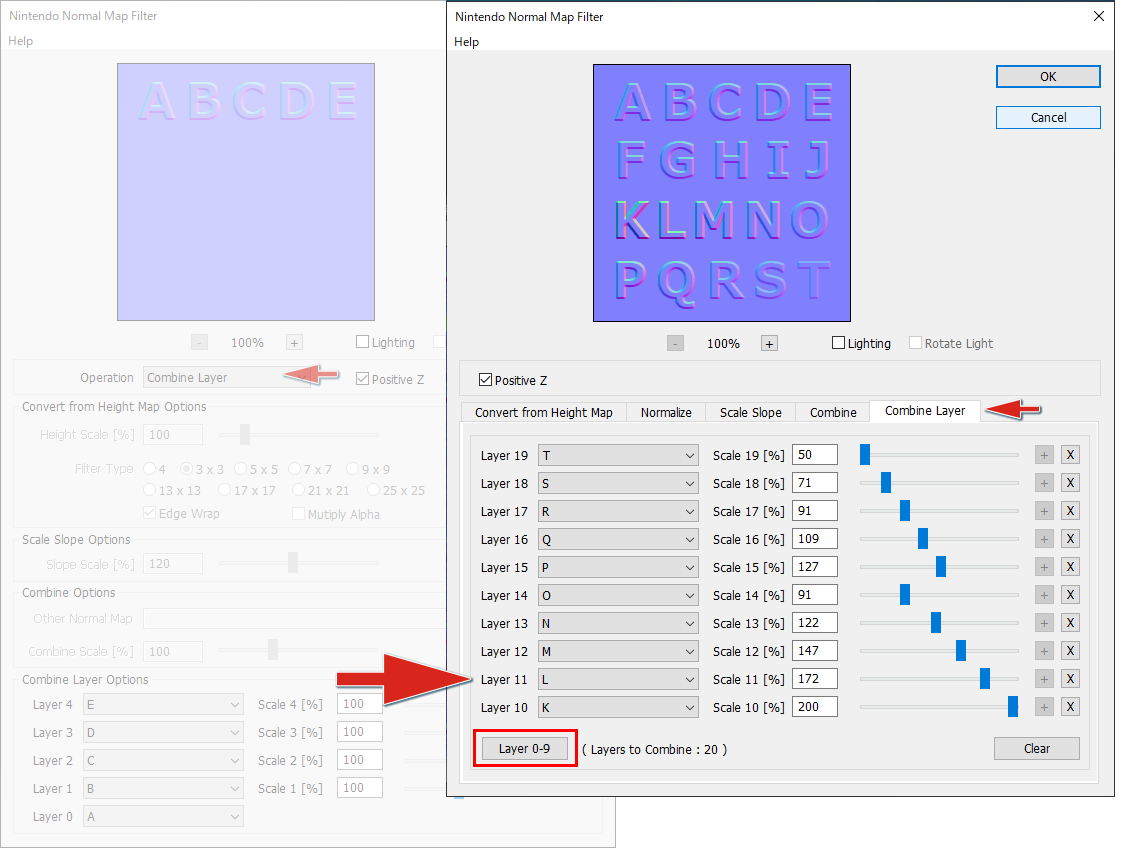 Nintendo Normal Map Filter
Help
A B C D E
- 100% + Lighting
Operation Combine Layer Positive Z
Convert from Height Map Options
Height Scale [%] 100
Filter Type 4 3 x 3 5 x 5 7 x 7 9 x 9
13 x 13 17 x 17 21 x 21 25 x 25
Edge Wrap Mutiply Alpha
Scale Slope Options
Slope Scale [%] 120
Combine Options
Other Normal Map
Combine Scale [%] 100
Combine Layer Options
Layer 4 E Scale 4 [%] 100
Layer 3 D Scale 3 [%] 100
Layer 2 C Scale 2 [%] 100
Layer 1 B Scale 1 [%] 100
Layer 0 A
Nintendo Normal Map Filter
Help
A B C D E
F G H I J
K L M N O
P Q R S T
OK
Cancel
- 100% + Lighting Rotate Light
Positive Z
Convert from Height Map Normalize Scale Slope Combine Combine Layer
Layer 19 T Scale 19 [%] 50 + X
Layer 18 S Scale 18 [%] 71 + X
Layer 17 R Scale 17 [%] 91 + X
Layer 16 Q Scale 16 [%] 109 + X
Layer 15 P Scale 15 [%] 127 + X
Layer 14 O Scale 14 [%] 91 + X
Layer 13 N Scale 13 [%] 122 + X
Layer 12 M Scale 12 [%] 147 + X
Layer 11 L Scale 11 [%] 172 + X
Layer 10 K Scale 10 [%] 200 + X
Layer 0-9 ( Layers to Combine : 20 ) Clear